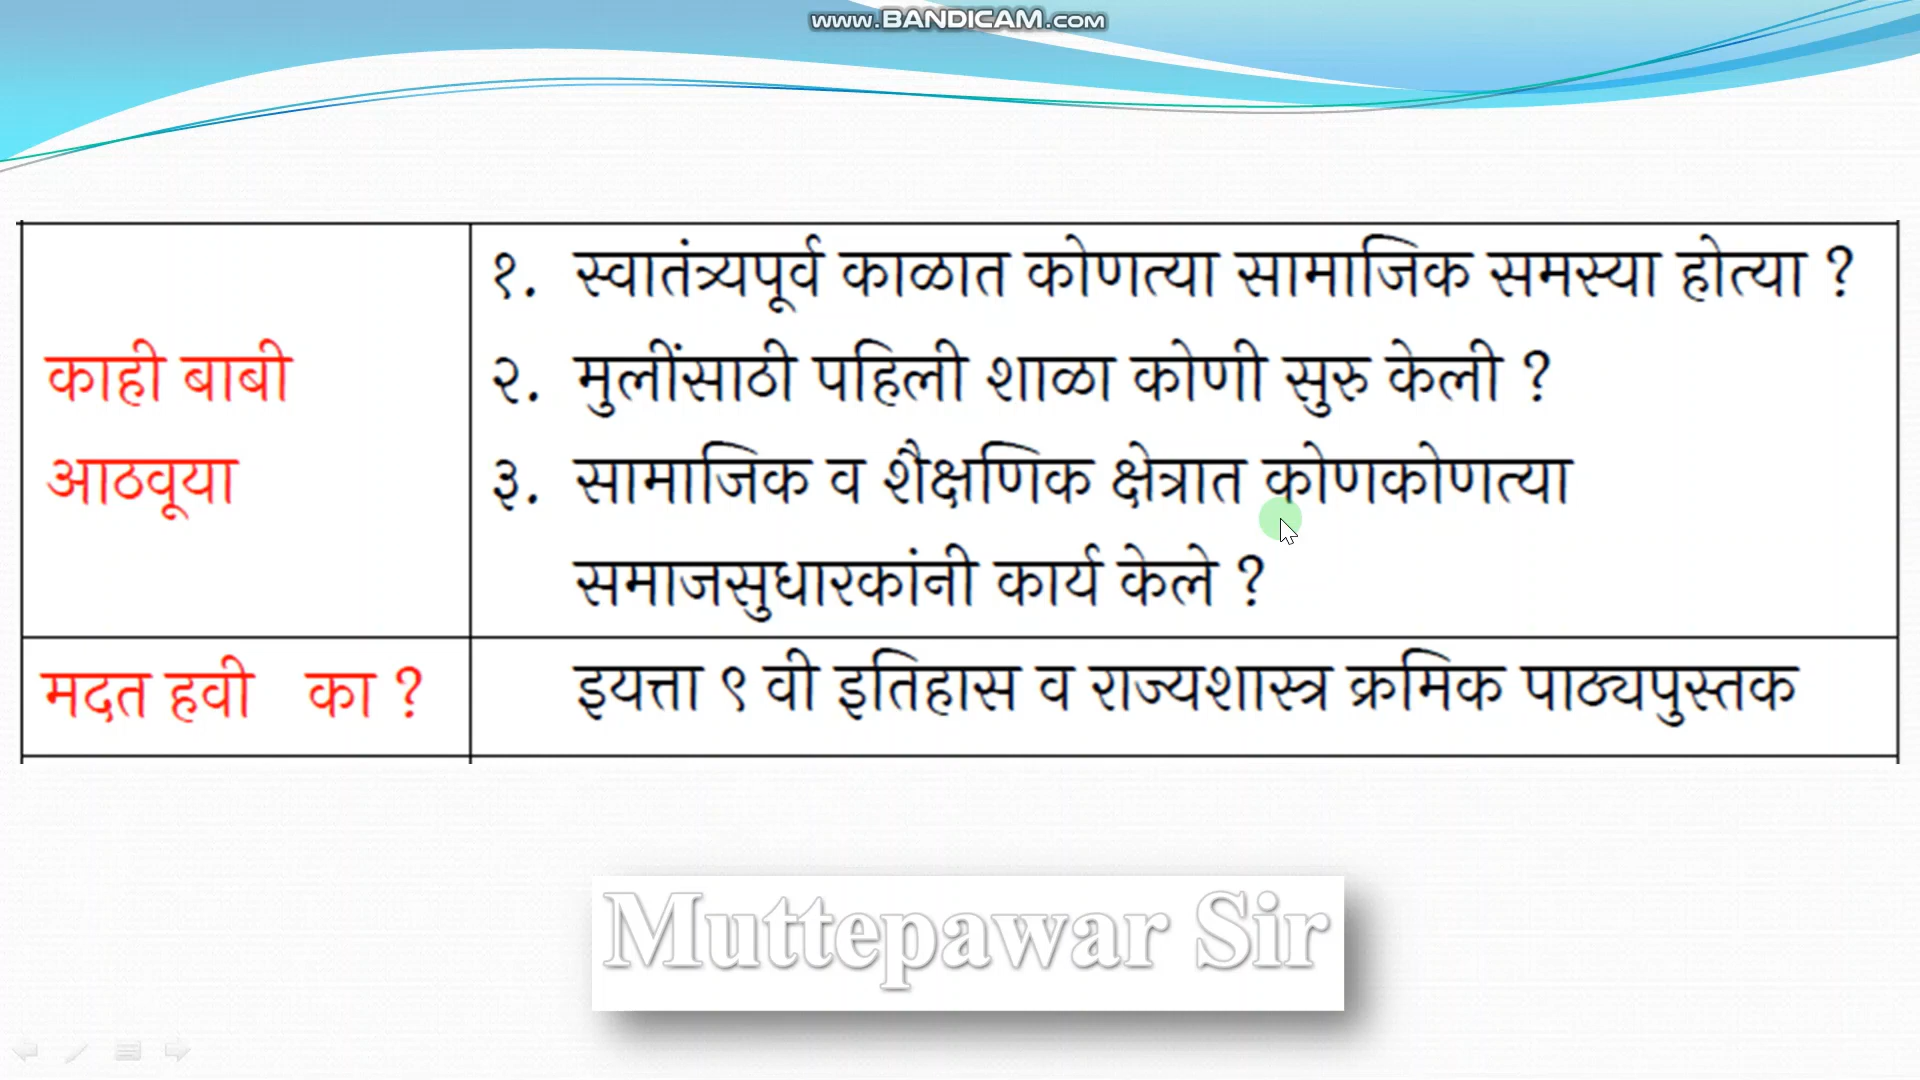 www.BANDICAM.com
१. स्वातंत्र्यपूर्व काळात कोणत्या सामाजिक समस्या होत्या ?
काही बाबी
२. मुलींसाठी पहिली शाळा कोणी सुरु केली ?
आठवूया
३. सामाजिक व शैक्षणिक क्षेत्रात कोणकोणत्या
समाजसुधारकांनी कार्य केले ?
मदत हवी का ?
इयत्ता ९ वी इतिहास व राज्यशास्त्र क्रमिक पाठ्यपुस्तक
Muttepawar Sir